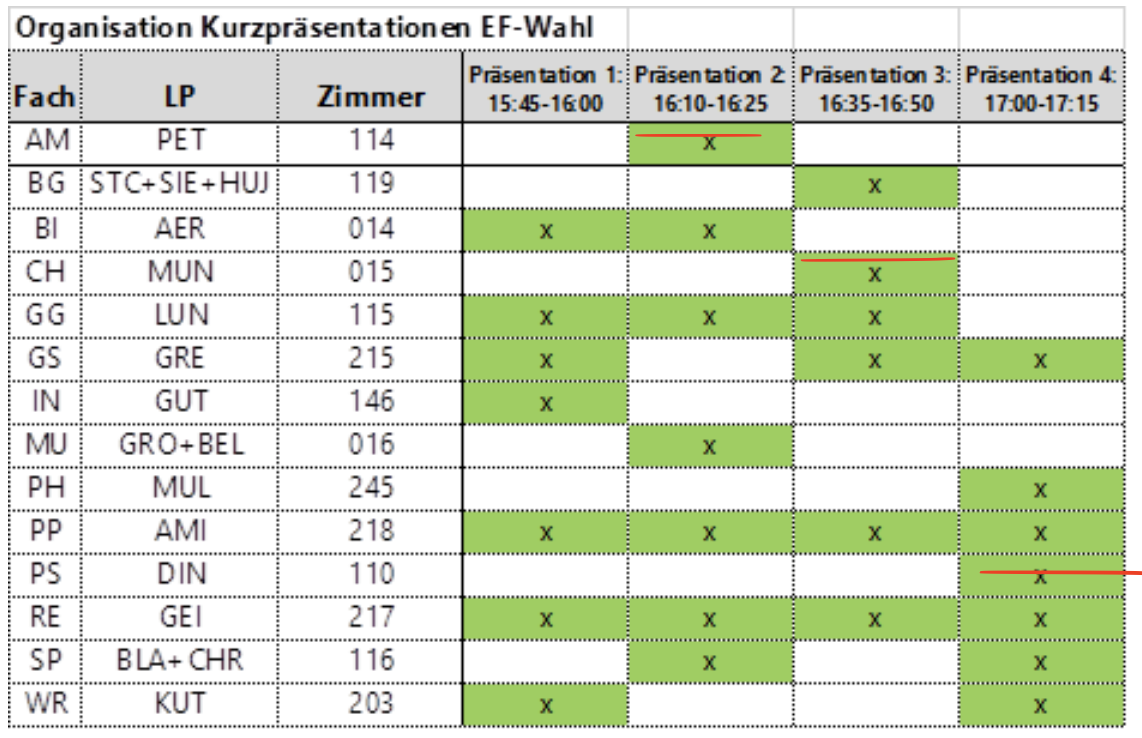 Organisation Kurzpräsentationen EF-Wahl
Fach LP Zimmer Präsentation 1: 15:45-16:00 Präsentation 2: 16:10-16:25 Präsentation 3: 16:35-16:50 Präsentation 4: 17:00-17:15
AM PET 114 x
BG STC+SIE+HUJ 119 x
BI AER 014 x x
CH MUN 015 x
GG LUN 115 x x x
GS GRE 215 x x x
IN GUT 146 x
MU GRO+BEL 016 x
PH MUL 245 x
PP AMI 218 x x x x
PS DIN 110 x
RE GEI 217 x x x x
SP BLA+CHR 116 x x
WR KUT 203 x x